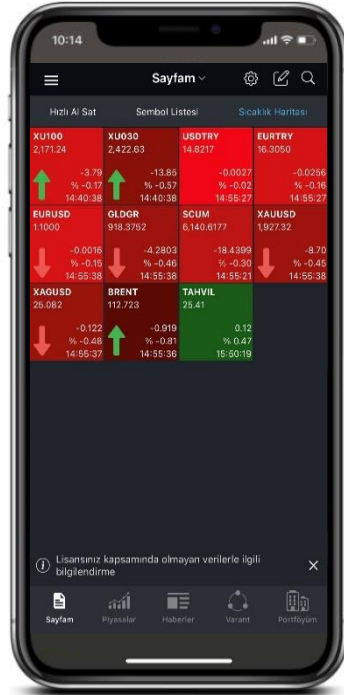 10:14
Sayfam
Hızlı Al Sat Sembol Listesi Sıcaklık Haritası
XU100 XU030 USDTRY EURTRY
2,171.24 2,422.63 14.8217 16.3050
-3.79 -13.85 -0.0027 -0.0256
% -0.17 % -0.57 % -0.02 % -0.16
14:40:38 14:40:38 14:55:27 14:55:27
EURUSD GLDGR SCUM XAUUSD
1.1000 918.3752 6,140.6177 1,927.32
-0.0016 -4.2803 -18.4399 -8.70
% -0.15 % -0.46 % -0.30 % -0.45
14:55:38 14:55:38 14:55:21 14:55:38
XAGUSD BRENT TAHVIL
25.082 112.723 25.41
-0.122 -0.919 0.12
% -0.48 % -0.81 % 0.47
14:55:37 14:55:36 15:50:19
Lisansınız kapsamında olmayan verilerle ilgili
bilgilendirme
Sayfam Piyasalar Haberler Varant Portföyüm